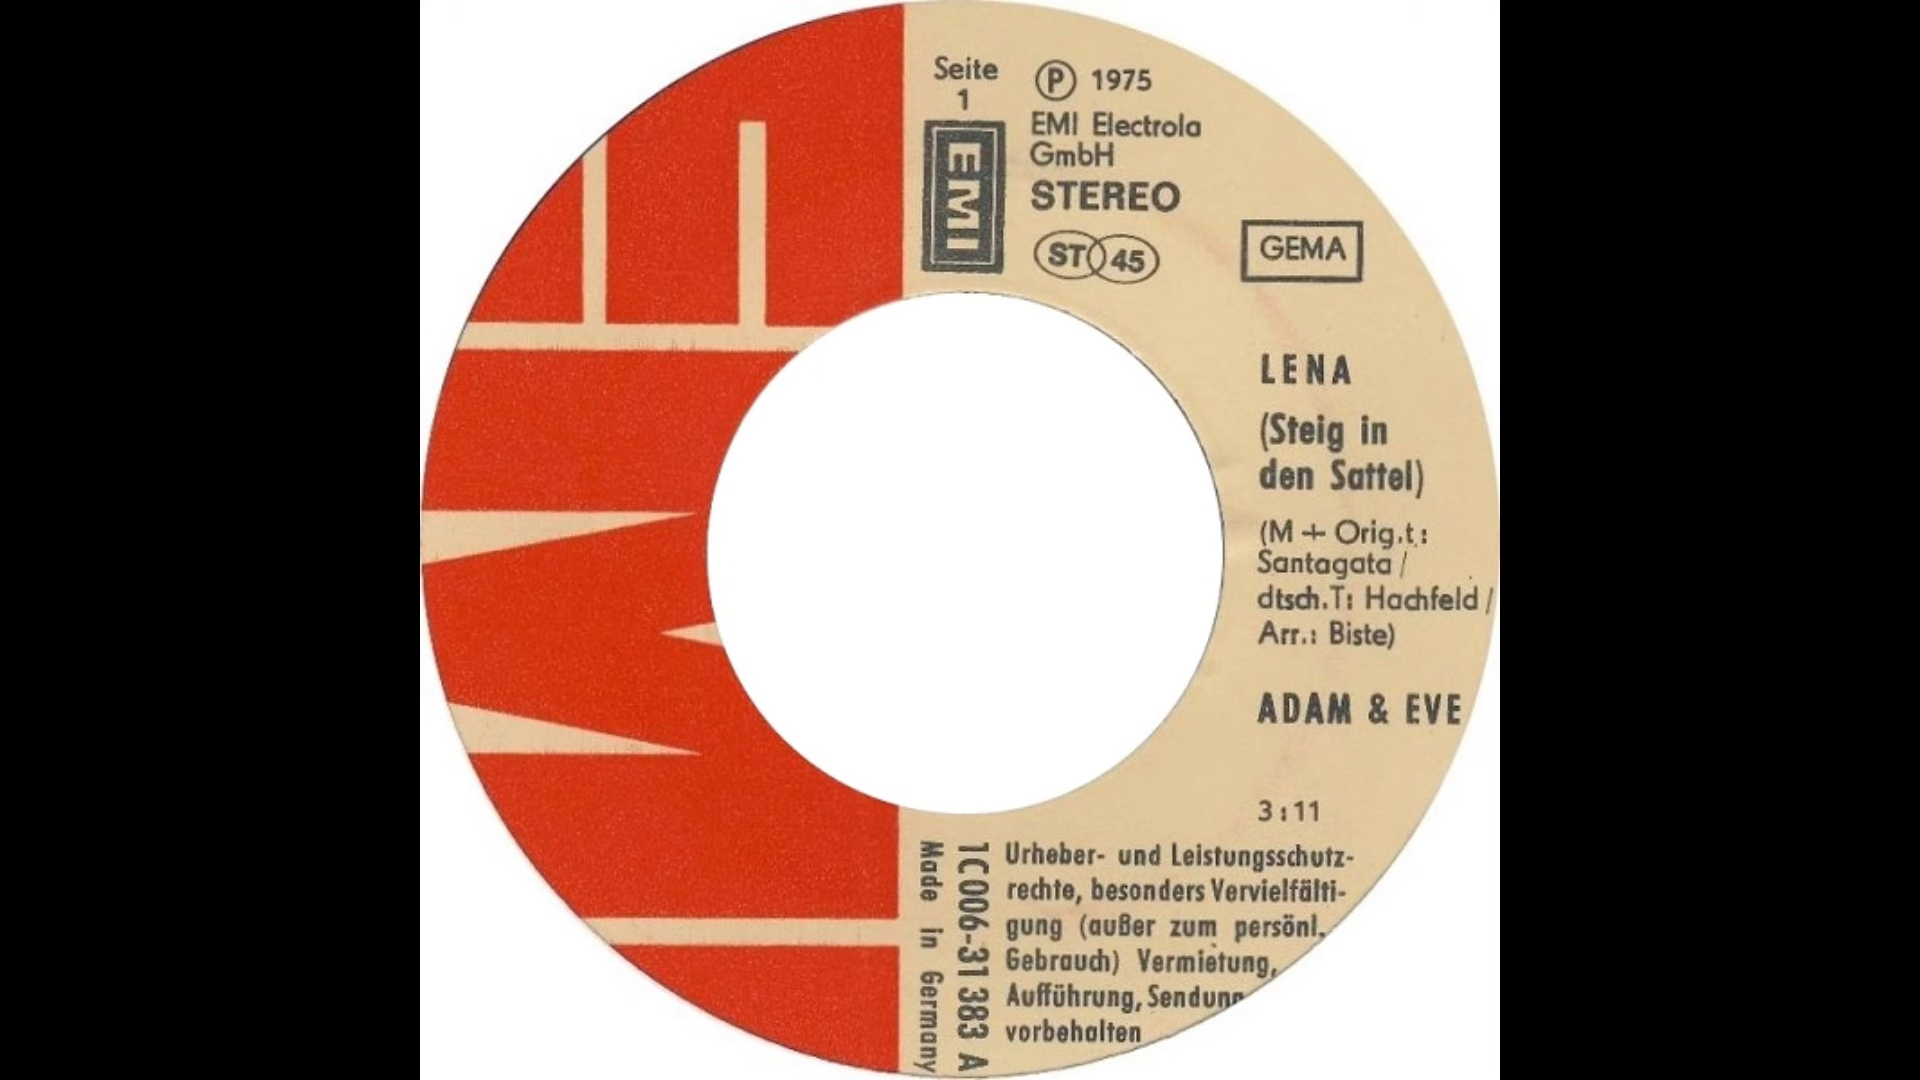 Seite
1
EMI
Ⓟ 1975
EMI Electrola
GmbH
STEREO
ST 45
GEMA
LENA
(Steig in
den Sattel)
(M + Orig.t:
Santagata /
dtsch.T: Hachfeld /
Arr.: Biste)
ADAM & EVE
3:11
Urheber- und Leistungsschutz-
rechte, besonders Vervielfälti-
gung (außer zum persönl.
Gebrauch) Vermietung,
Aufführung, Sendung
vorbehalten
1C 006-31 383 A
Made in Germany